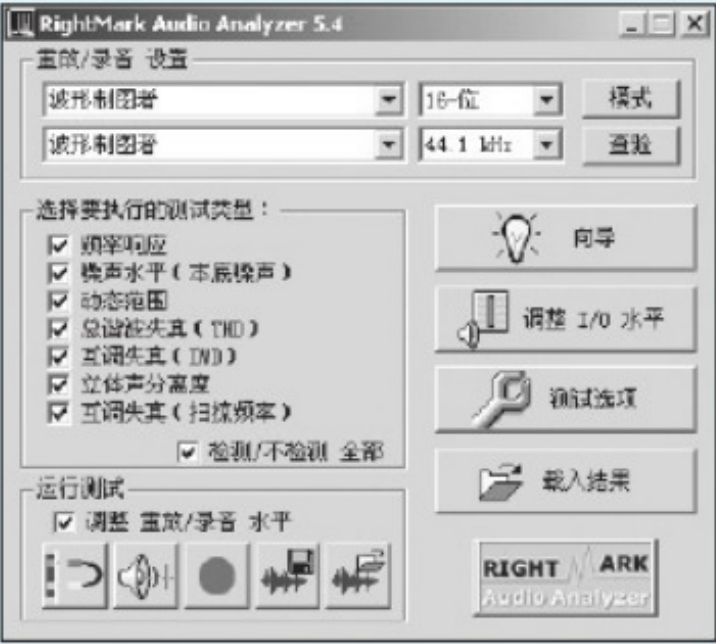 RightMark Audio Analyzer 5.4
重放/录音 设置
波形制图者 16-位 模式
波形制图者 44.1 kHz 查验
选择要执行的测试类型：
频率响应
噪声水平(本底噪声)
动态范围
总谐波失真(THD)
互调失真(IMD)
立体声分离度
互调失真(扫描频率)
检测/不检测 全部
向导
调整 I/O 水平
测试选项
载入结果
运行测试
调整 重放/录音 水平
RIGHT MARK
Audio Analyzer